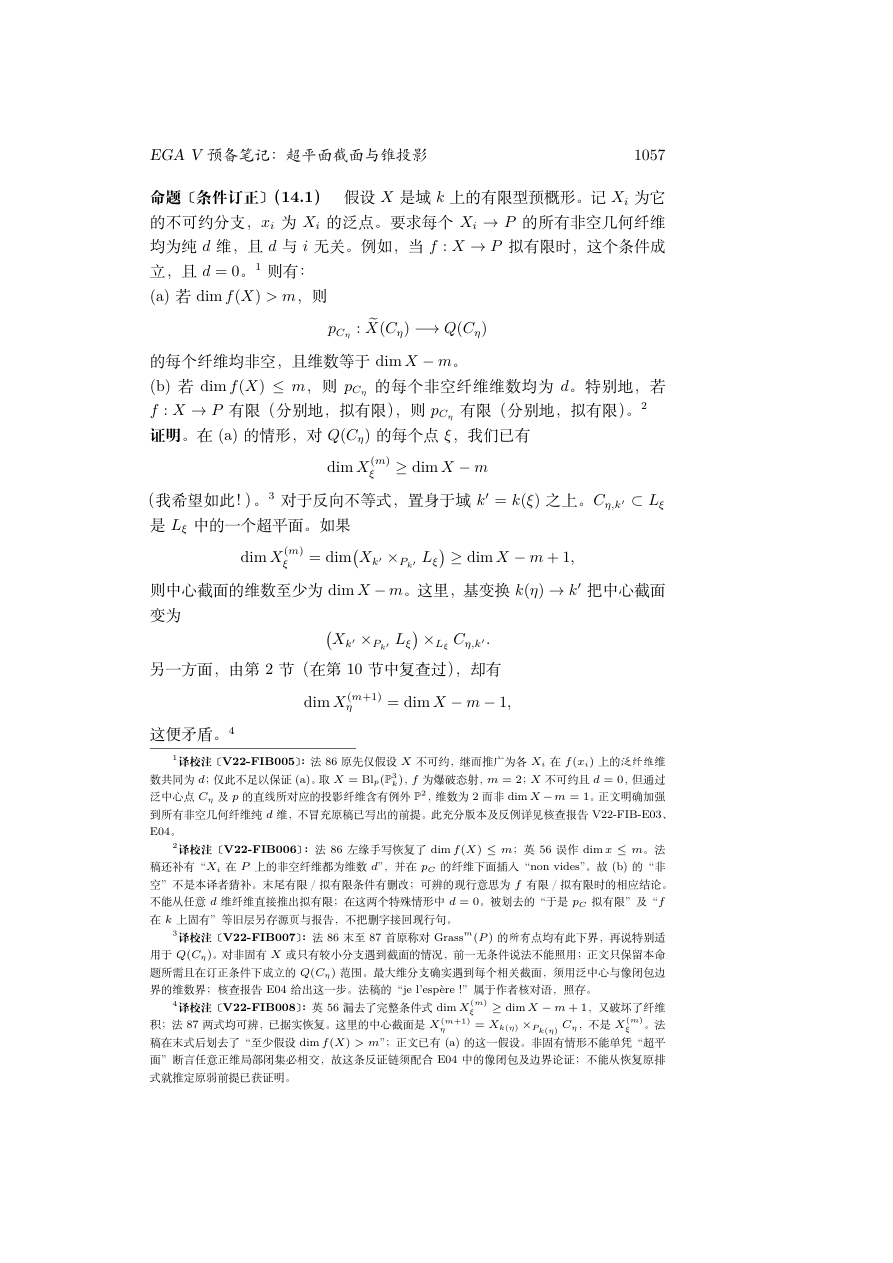 EGA V 预备笔记：超平面截面与锥投影 1057
命题〔条件订正〕(14.1) 假设 X 是域 k 上的有限型预概形。记 X_i 为它
的不可约分支，x_i 为 X_i 的泛点。要求每个 X_i → P 的所有非空几何纤维
均为纯 d 维，且 d 与 i 无关。例如，当 f : X → P 拟有限时，这个条件成
立，且 d = 0。¹ 则有：
(a) 若 dim f(X) > m，则
p_{C_η} : X̃(C_η) ⟶ Q(C_η)
的每个纤维均非空，且维数等于 dim X − m。
(b) 若 dim f(X) ≤ m，则 p_{C_η} 的每个非空纤维维数均为 d。特别地，若
f : X → P 有限（分别地，拟有限），则 p_{C_η} 有限（分别地，拟有限）。²
证明。在 (a) 的情形，对 Q(C_η) 的每个点 ξ，我们已有
dim X_ξ^{(m)} ≥ dim X − m
（我希望如此！）。³ 对于反向不等式，置身于域 k′ = k(ξ) 之上。C_{η,k′} ⊂ L_ξ
是 L_ξ 中的一个超平面。如果
dim X_ξ^{(m)} = dim(X_{k′} ×_{P_{k′}} L_ξ) ≥ dim X − m + 1,
则中心截面的维数至少为 dim X − m。这里，基变换 k(η) → k′ 把中心截面
变为
(X_{k′} ×_{P_{k′}} L_ξ) ×_{L_ξ} C_{η,k′}.
另一方面，由第 2 节（在第 10 节中复查过），却有
dim X_η^{(m+1)} = dim X − m − 1,
这便矛盾。⁴
¹译校注〔V22-FIB005〕：法 86 原先仅假设 X 不可约，继而推广为各 X_i 在 f(x_i) 上的泛纤维维
数共同为 d；仅此不足以保证 (a)。取 X = Bl_p(ℙ³_k)，f 为爆破态射，m = 2；X 不可约且 d = 0，但通过
泛中心点 C_η 及 p 的直线所对应的投影纤维含有例外 ℙ²，维数为 2 而非 dim X − m = 1。正文明确加强
到所有非空几何纤维纯 d 维，不冒充原稿已写出的前提。此充分版本及反例详见核查报告 V22-FIB-E03、
E04。
²译校注〔V22-FIB006〕：法 86 左缘手写恢复了 dim f(X) ≤ m；英 56 误作 dim x ≤ m。法
稿还补有 “X_i 在 P 上的非空纤维都为维数 d”，并在 p_C 的纤维下面插入 “non vides”。故 (b) 的 “非
空” 不是本译者猜补。末尾有限 / 拟有限条件有删改；可辨的现行意思为 f 有限 / 拟有限时的相应结论。
不能从任意 d 维纤维直接推出拟有限；在这两个特殊情形中 d = 0。被划去的 “于是 p_C 拟有限” 及 “f
在 k 上固有” 等旧层另存源页与报告，不把删字接回现行句。
³译校注〔V22-FIB007〕：法 86 末至 87 首原称对 Grass^m(P) 的所有点均有此下界，再说特别适
用于 Q(C_η)。对非固有 X 或只有较小分支遇到截面的情况，前一无条件说法不能照用；正文只保留本命
题所需且在订正条件下成立的 Q(C_η) 范围。最大维分支确实遇到每个相关截面，须用泛中心与像闭包边
界的维数界；核查报告 E04 给出这一步。法稿的 “je l'espère !” 属于作者核对语，照存。
⁴译校注〔V22-FIB008〕：英 56 漏去了完整条件式 dim X_ξ^{(m)} ≥ dim X − m + 1，又破坏了纤维
积；法 87 两式均可辨，已据实恢复。这里的中心截面是 X_η^{(m+1)} = X_{k(η)} ×_{P_{k(η)}} C_η，不是 X_ξ^{(m)}。法
稿在末式后划去了 “至少假设 dim f(X) > m”；正文已有 (a) 的这一假设。非固有情形不能单凭 “超平
面” 断言任意正维局部闭集必相交，故这条反证链须配合 E04 中的像闭包及边界论证；不能从恢复原排
式就推定原弱前提已获证明。